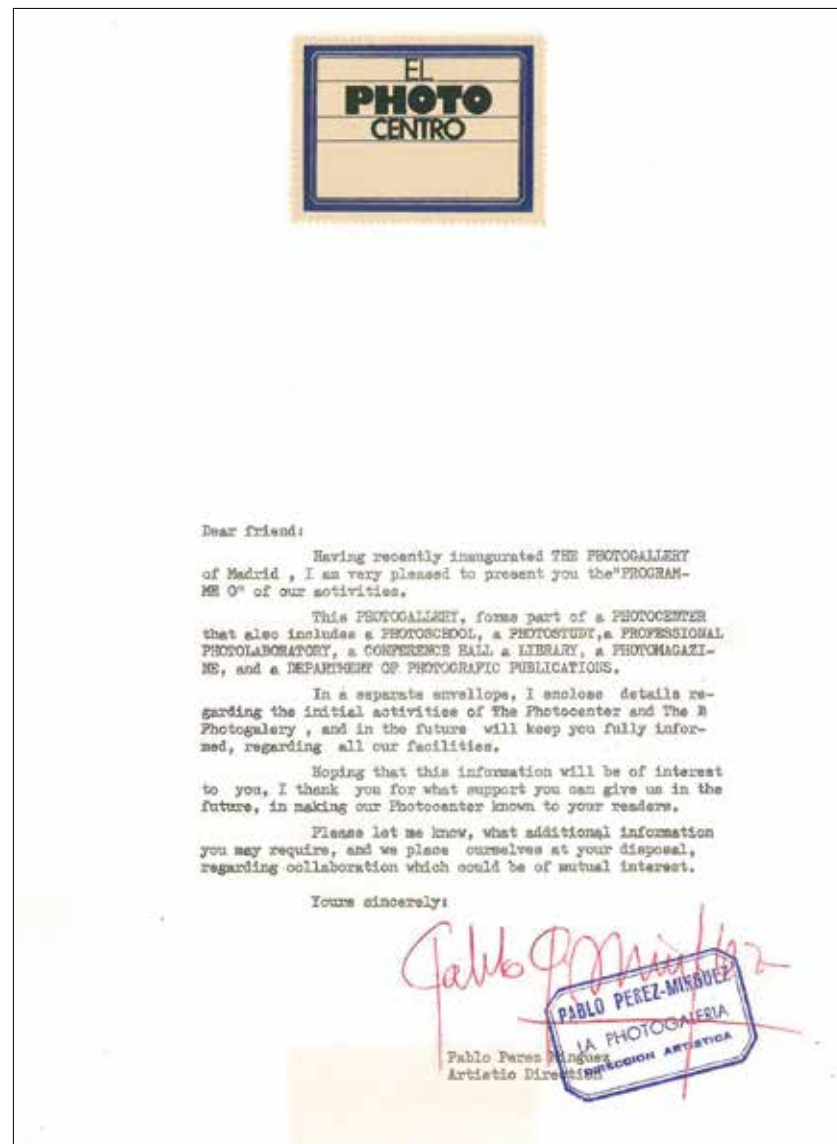 EL
PHOTO
CENTRO
Dear friend:
Having recently inaugurated THE PHOTOGALLERY
of Madrid , I am very pleased to present you the"PROGRAM-
ME O" of our activities.
This PHOTOGALLERY, forms part of a PHOTOCENTER
that also includes a PHOTOSCHOOL, a PHOTOSTUDY,a PROFESSIONAL
PHOTOLABORATORY, a CONFERENCE HALL a LIBRARY, a PHOTOMAGAZI-
NE, and a DEPARTMENT OF PHOTOGRAFIC PUBLICATIONS.
In a separate envellope, I enclose details re-
garding the initial activities of The Photocenter and The B
Photogalery , and in the future will keep you fully infor-
med, regarding all our facilities.
Hoping that this information will be of interest
to you, I thank you for what support you can give us in the
future, in making our Photocenter known to your readers.
Please let me know, what additional information
you may require, and we place ourselves at your disposal,
regarding collaboration which could be of mutual interest.
Yours sincerely:
Pablo P. Minguez
PABLO PEREZ-MINGUEZ
LA PHOTOGALERIA
DIRECCION ARTISTICA
Pablo Perez Minguez
Artistic Direction